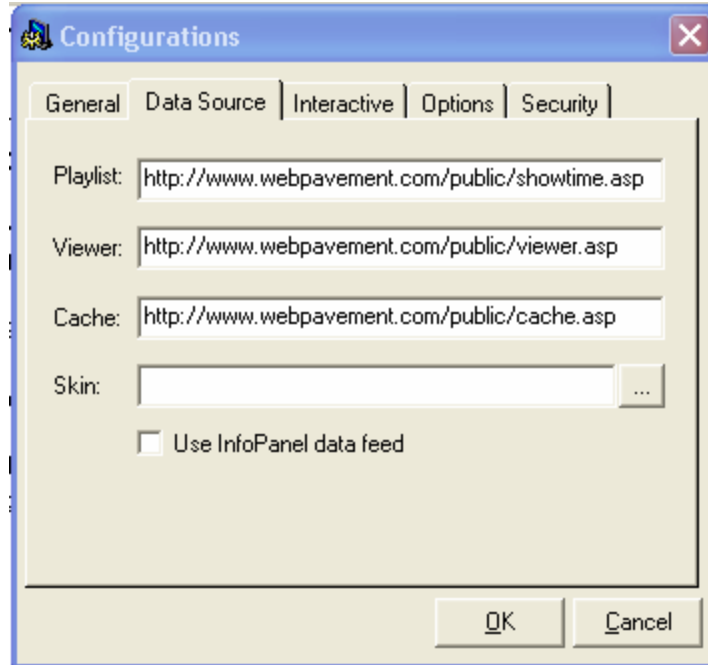 Configurations
General Data Source Interactive Options Security
Playlist: http://www.webpavement.com/public/showtime.asp
Viewer: http://www.webpavement.com/public/viewer.asp
Cache: http://www.webpavement.com/public/cache.asp
Skin: ...
Use InfoPanel data feed
OK Cancel